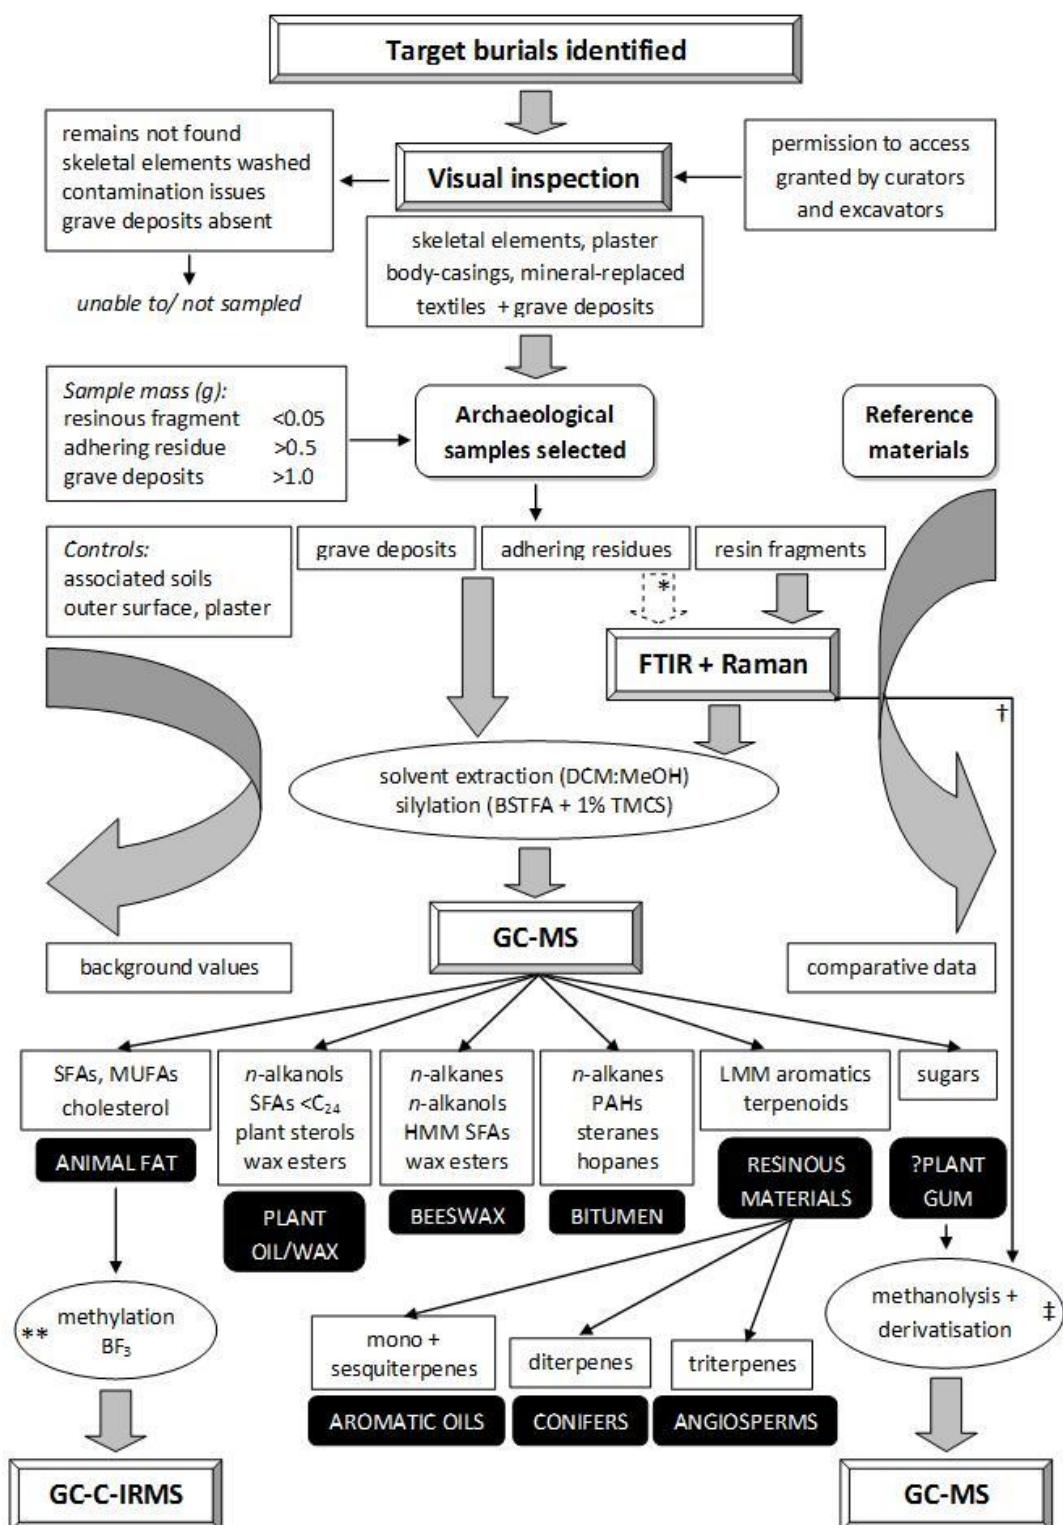 Target burials identified
remains not found
skeletal elements washed
contamination issues
grave deposits absent
Visual inspection
permission to access
granted by curators
and excavators
skeletal elements, plaster
body-casings, mineral-replaced
textiles + grave deposits
unable to/ not sampled
Sample mass (g):
resinous fragment <0.05
adhering residue >0.5
grave deposits >1.0
Archaeological
samples selected
Reference
materials
Controls:
associated soils
outer surface, plaster
grave deposits
adhering residues
resin fragments
*
FTIR + Raman
†
solvent extraction (DCM:MeOH)
silylation (BSTFA + 1% TMCS)
GC-MS
background values
comparative data
SFAs, MUFAs
cholesterol
ANIMAL FAT
n-alkanols
SFAs <C₂₄
plant sterols
wax esters
PLANT
OIL/WAX
n-alkanes
n-alkanols
HMM SFAs
wax esters
BEESWAX
n-alkanes
PAHs
steranes
hopanes
BITUMEN
LMM aromatics
terpenoids
RESINOUS
MATERIALS
sugars
?PLANT
GUM
** methylation
BF₃
mono +
sesquiterpenes
AROMATIC OILS
diterpenes
CONIFERS
triterpenes
ANGIOSPERMS
methanolysis + ‡
derivatisation
GC-C-IRMS
GC-MS